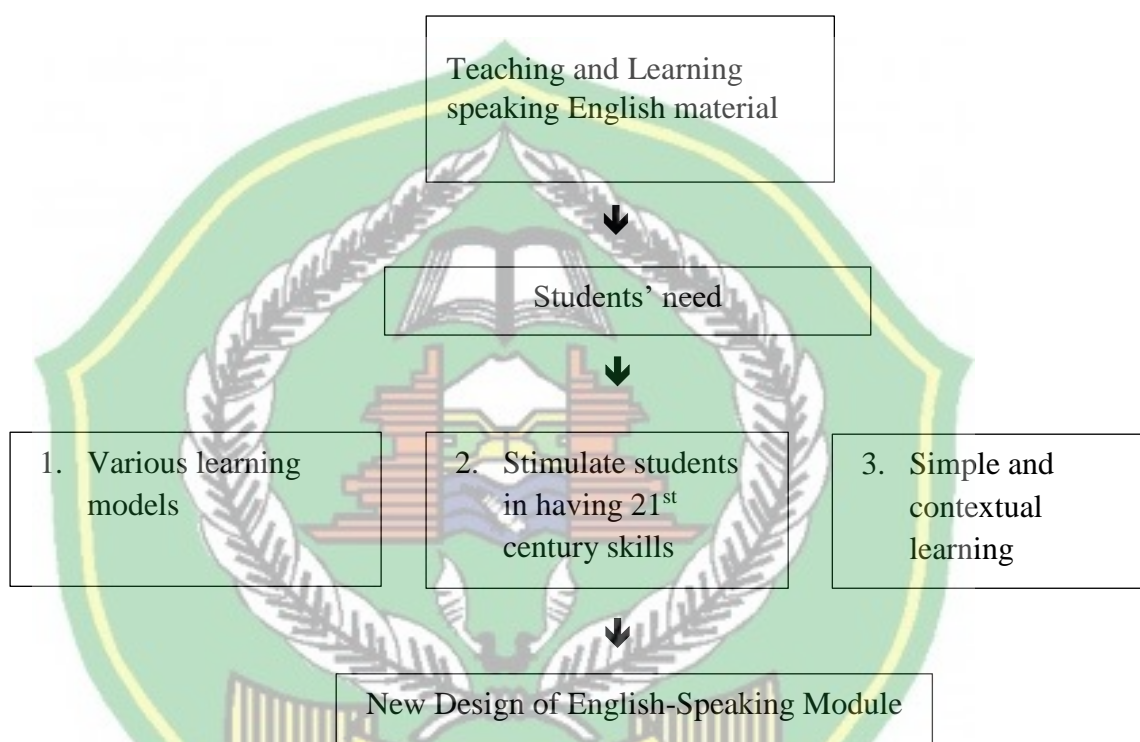 Teaching and Learning
speaking English material
Students’ need
1. Various learning
models
2. Stimulate students
in having 21st
century skills
3. Simple and
contextual
learning
New Design of English-Speaking Module